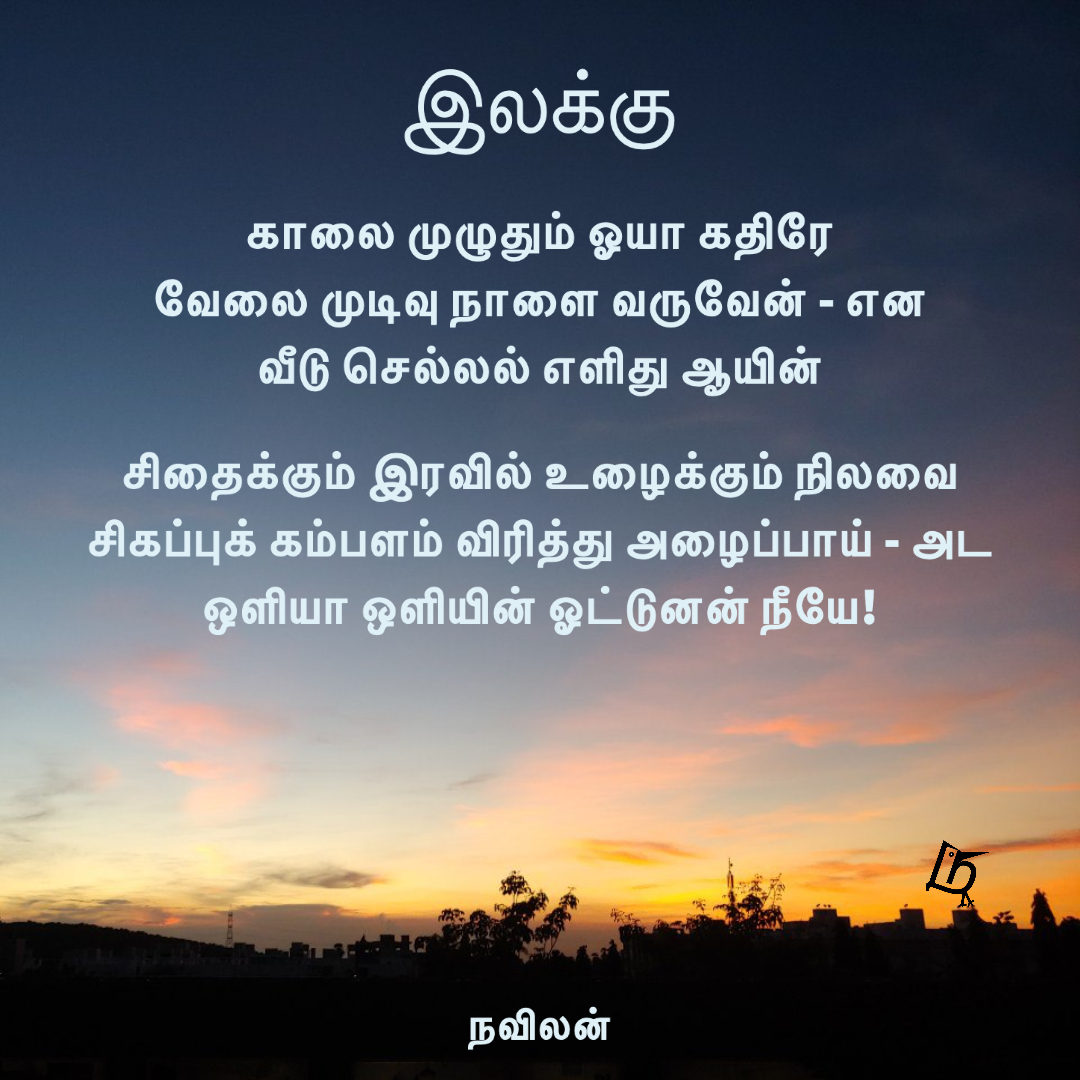 இலக்கு
காலை முழுதும் ஓயா கதிரே
வேலை முடிவு நாளை வருவேன் - என
வீடு செல்லல் எளிது ஆயின்
சிதைக்கும் இரவில் உழைக்கும் நிலவை
சிகப்புக் கம்பளம் விரித்து அழைப்பாய் - அட
ஒளியா ஒளியின் ஓட்டுனன் நீயே!
நவிலன்